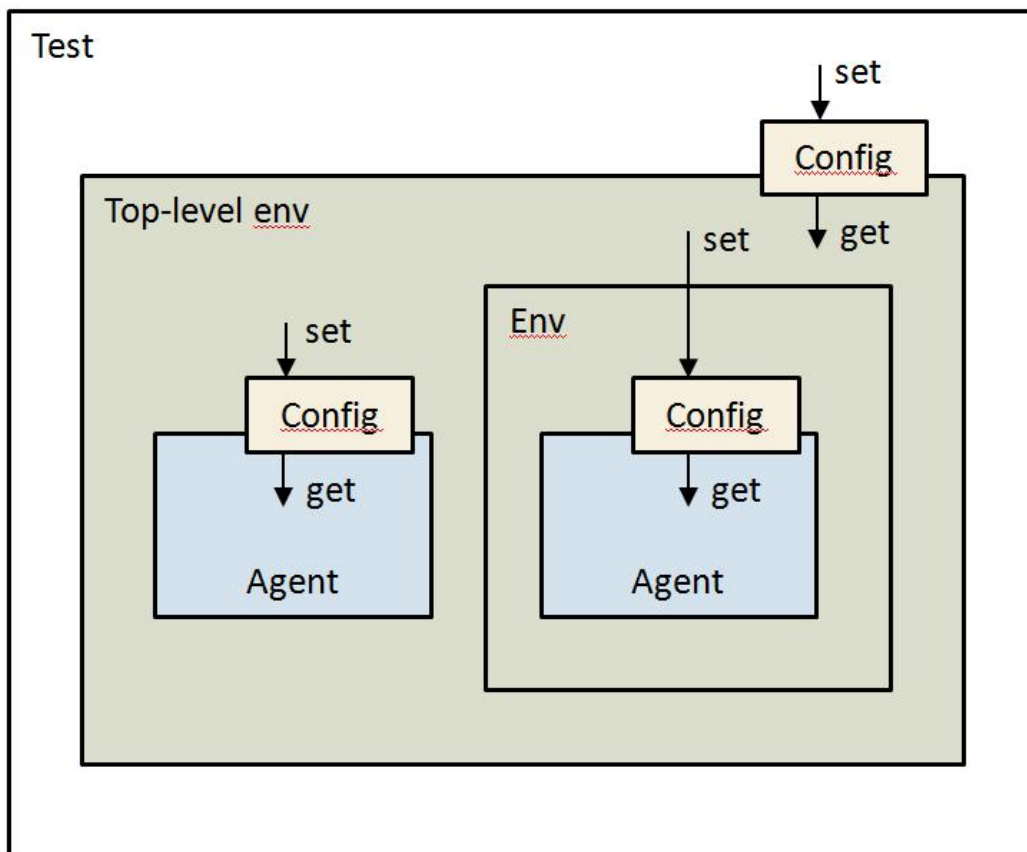 Test
set
Config
Top-level env
get
set
Env
set
Config
Config
get
get
Agent
Agent